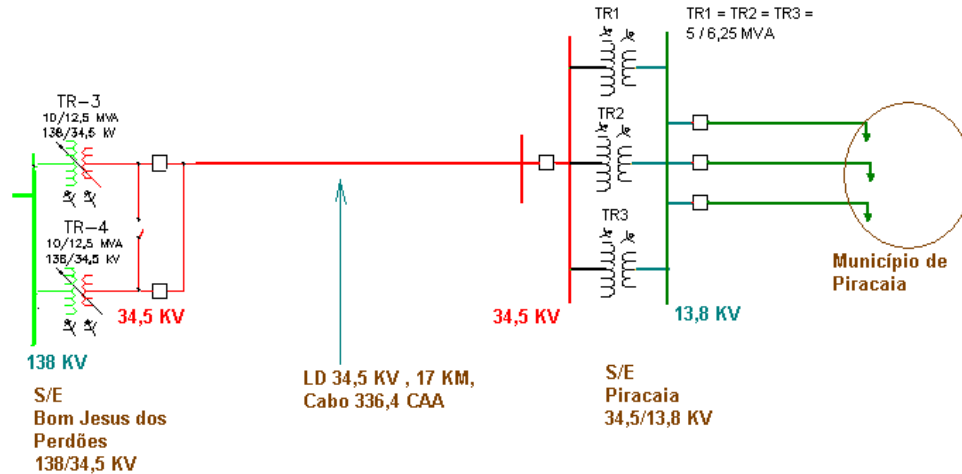 TR-3
10/12,5 MVA
138/34,5 kV
TR-4
10/12,5 MVA
138/34,5 kV
34,5 KV
138 KV
S/E
Bom Jesus dos
Perdões
138/34,5 KV
LD 34,5 KV , 17 KM,
Cabo 336,4 CAA
TR1
TR2
TR3
34,5 KV
13,8 KV
S/E
Piracaia
34,5/13,8 KV
TR1 = TR2 = TR3 =
5 / 6,25 MVA
Município de
Piracaia